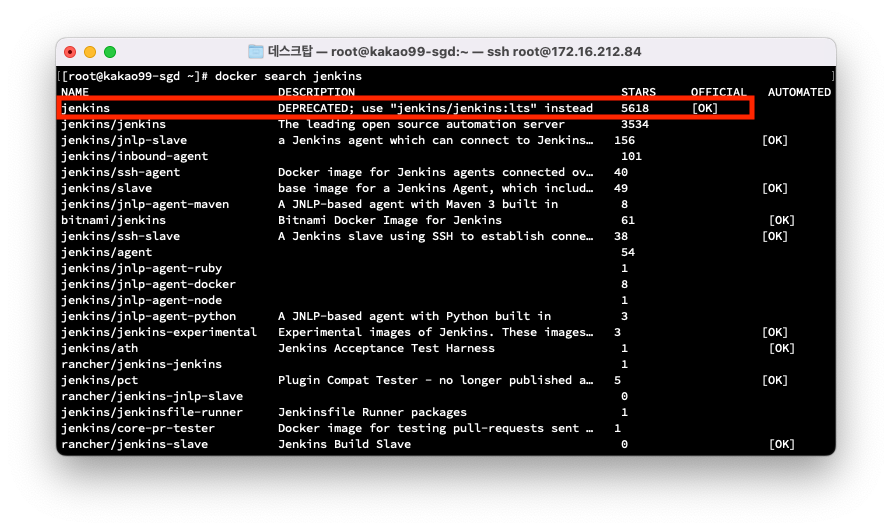 데스크탑 — root@kakao99-sgd:~ — ssh root@172.16.212.84
[[root@kakao99-sgd ~]# docker search jenkins ]
NAME DESCRIPTION STARS OFFICIAL AUTOMATED
jenkins DEPRECATED; use "jenkins/jenkins:lts" instead 5618 [OK]
jenkins/jenkins The leading open source automation server 3534
jenkins/jnlp-slave a Jenkins agent which can connect to Jenkins… 156 [OK]
jenkins/inbound-agent 101
jenkins/ssh-agent Docker image for Jenkins agents connected ov… 40
jenkins/slave base image for a Jenkins Agent, which includ… 49 [OK]
jenkins/jnlp-agent-maven A JNLP-based agent with Maven 3 built in 8
bitnami/jenkins Bitnami Docker Image for Jenkins 61 [OK]
jenkins/ssh-slave A Jenkins slave using SSH to establish conne… 38 [OK]
jenkins/agent 54
jenkins/jnlp-agent-ruby 1
jenkins/jnlp-agent-docker 8
jenkins/jnlp-agent-node 1
jenkins/jnlp-agent-python A JNLP-based agent with Python built in 3
jenkins/jenkins-experimental Experimental images of Jenkins. These images… 3 [OK]
jenkins/ath Jenkins Acceptance Test Harness 1 [OK]
rancher/jenkins-jenkins 1
jenkins/pct Plugin Compat Tester - no longer published a… 5 [OK]
rancher/jenkins-jnlp-slave 0
jenkins/jenkinsfile-runner Jenkinsfile Runner packages 1
jenkins/core-pr-tester Docker image for testing pull-requests sent … 1
rancher/jenkins-slave Jenkins Build Slave 0 [OK]